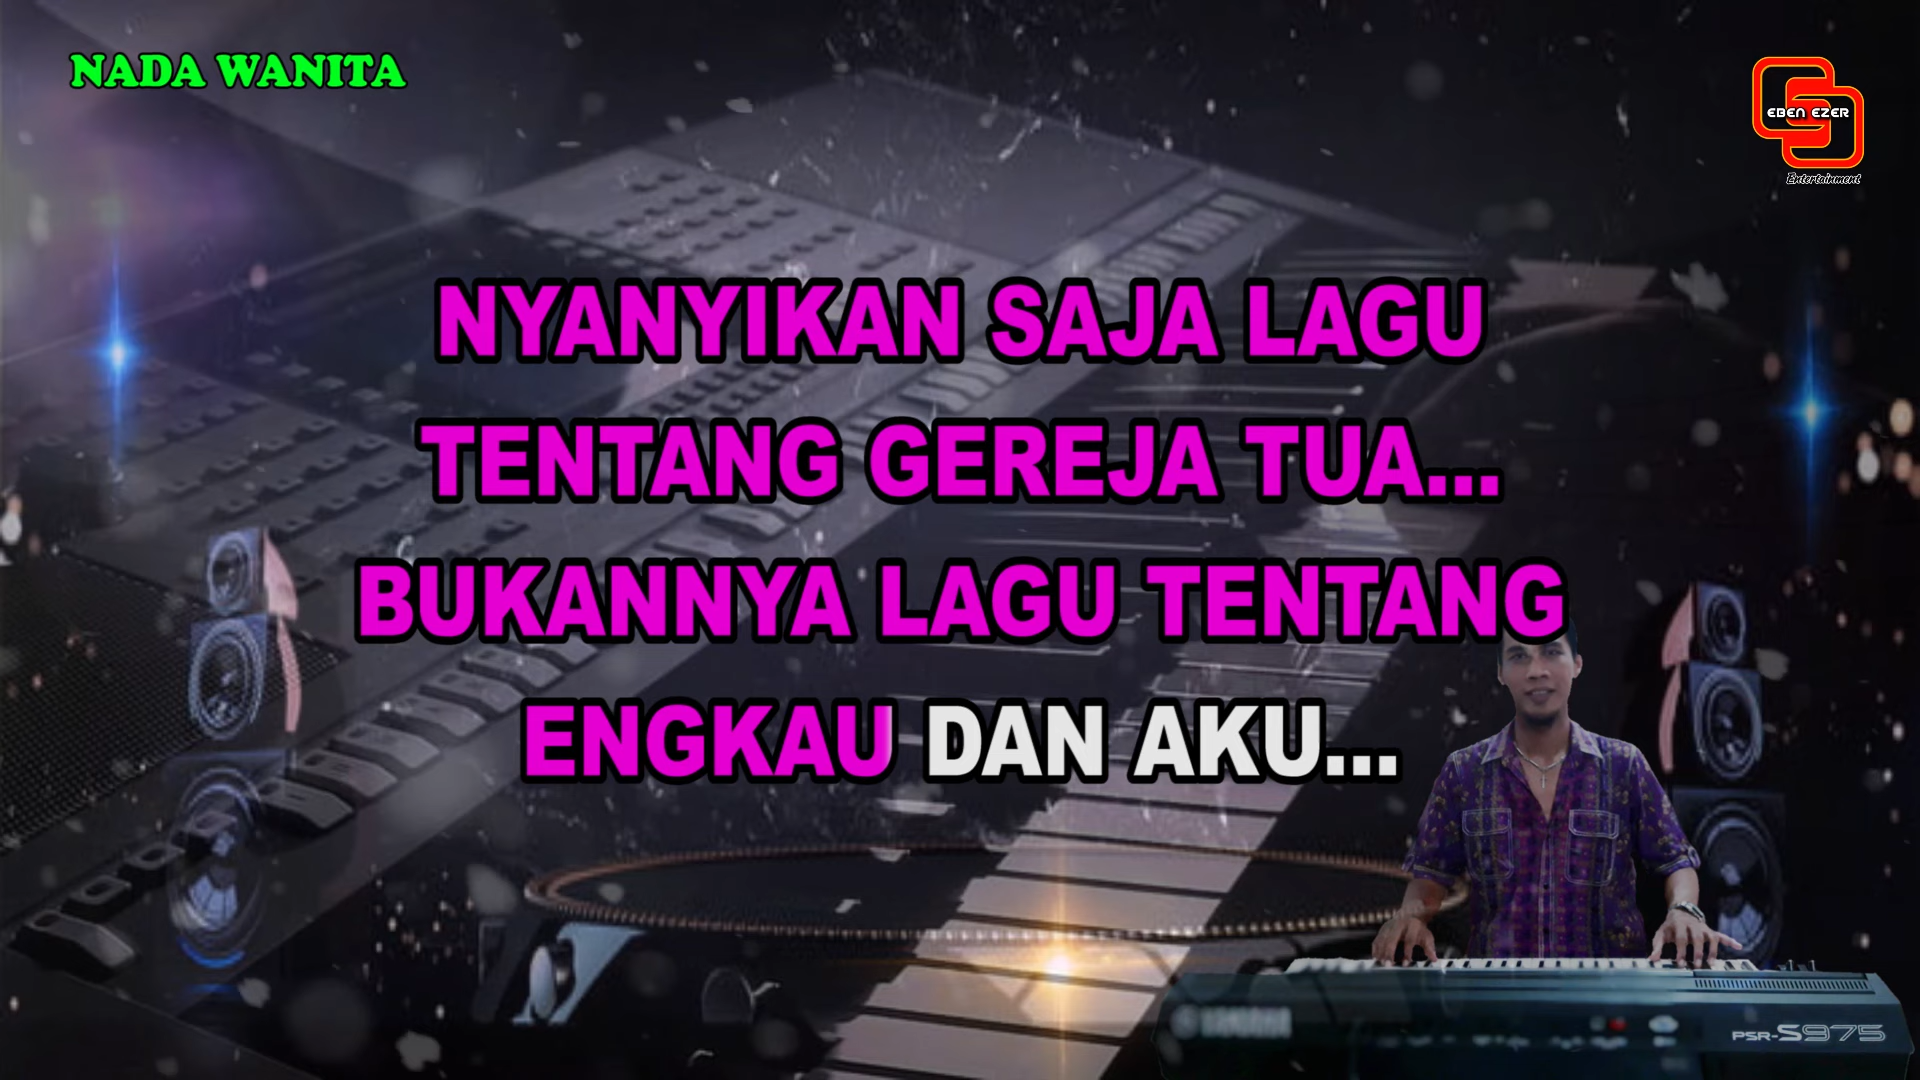 NADA WANITA
EBEN EZER
Entertainment
NYANYIKAN SAJA LAGU
TENTANG GEREJA TUA...
BUKANNYA LAGU TENTANG
ENGKAU DAN AKU...
PSR-S975